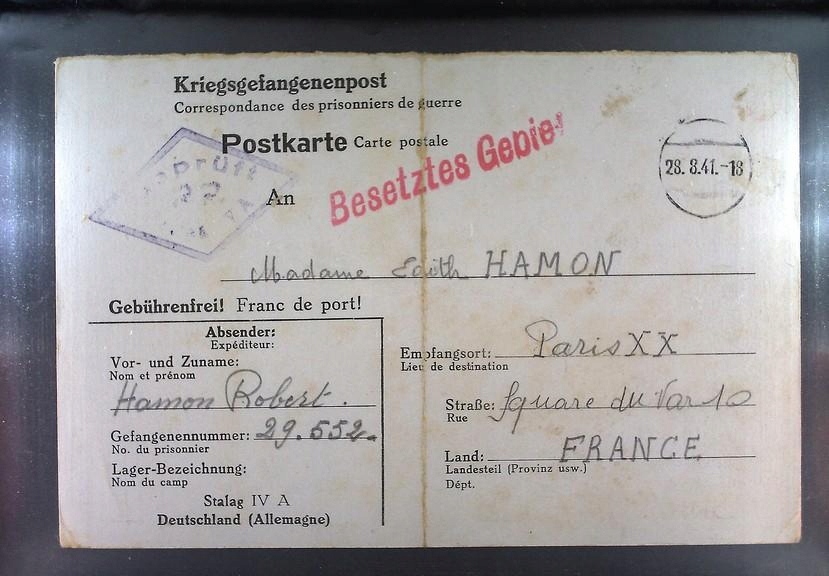 Kriegsgefangenenpost
Correspondance des prisonniers de guerre
Postkarte Carte postale
Geprüft
22
Besetztes Gebiet
28.8.41.-18
An
Madame Edith HAMON
Gebührenfrei! Franc de port!
Absender:
Expéditeur:
Vor- und Zuname:
Nom et prénom
Hamon Robert.
Gefangenennummer: 29.552
No. du prisonnier
Lager-Bezeichnung:
Nom du camp
Stalag IV A
Deutschland (Allemagne)
Empfangsort: Paris XX
Lieu de destination
Straße: Square du Var 10
Rue
Land: FRANCE
Landesteil (Provinz usw.)
Dépt.